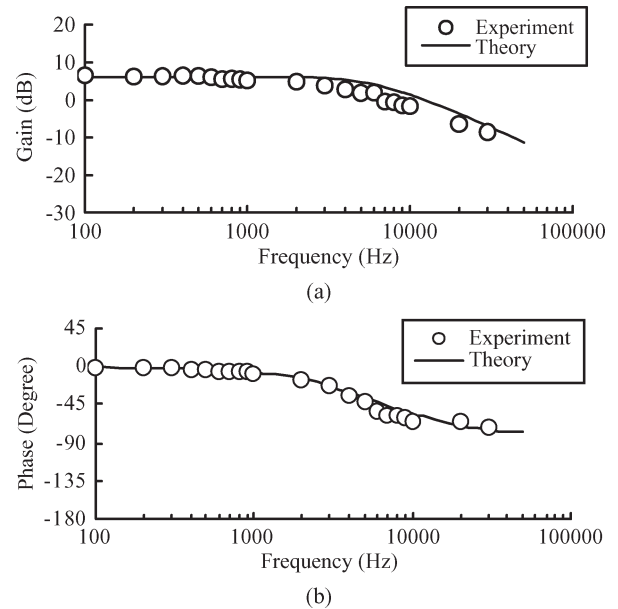 20
10
0
-10
-20
-30
Gain (dB)
Experiment
Theory
100 1000 10000 100000
Frequency (Hz)
(a)
45
0
-45
-90
-135
-180
Phase (Degree)
Experiment
Theory
100 1000 10000 100000
Frequency (Hz)
(b)